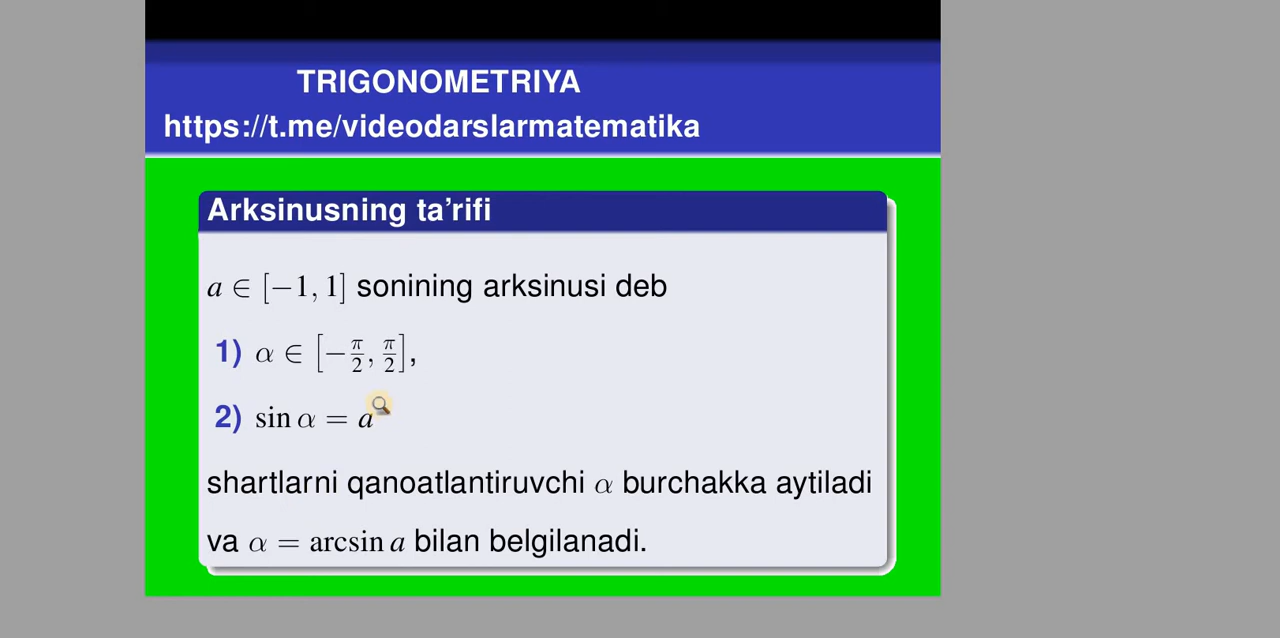 TRIGONOMETRIYA
https://t.me/videodarslarmatematika
Arksinusning ta'rifi
a ∈ [−1, 1] sonining arksinusi deb
1) α ∈ [−π/2, π/2],
2) sin α = a
shartlarni qanoatlantiruvchi α burchakka aytiladi
va α = arcsin a bilan belgilanadi.